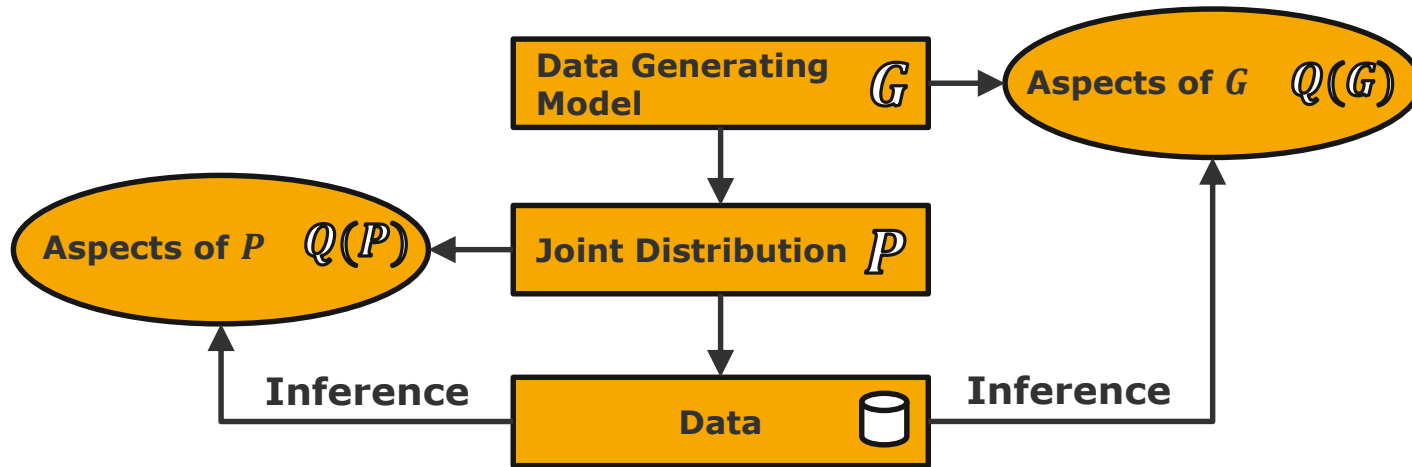 Data Generating
Model G
Aspects of G Q(G)
Aspects of P Q(P)
Joint Distribution P
Inference
Data
Inference